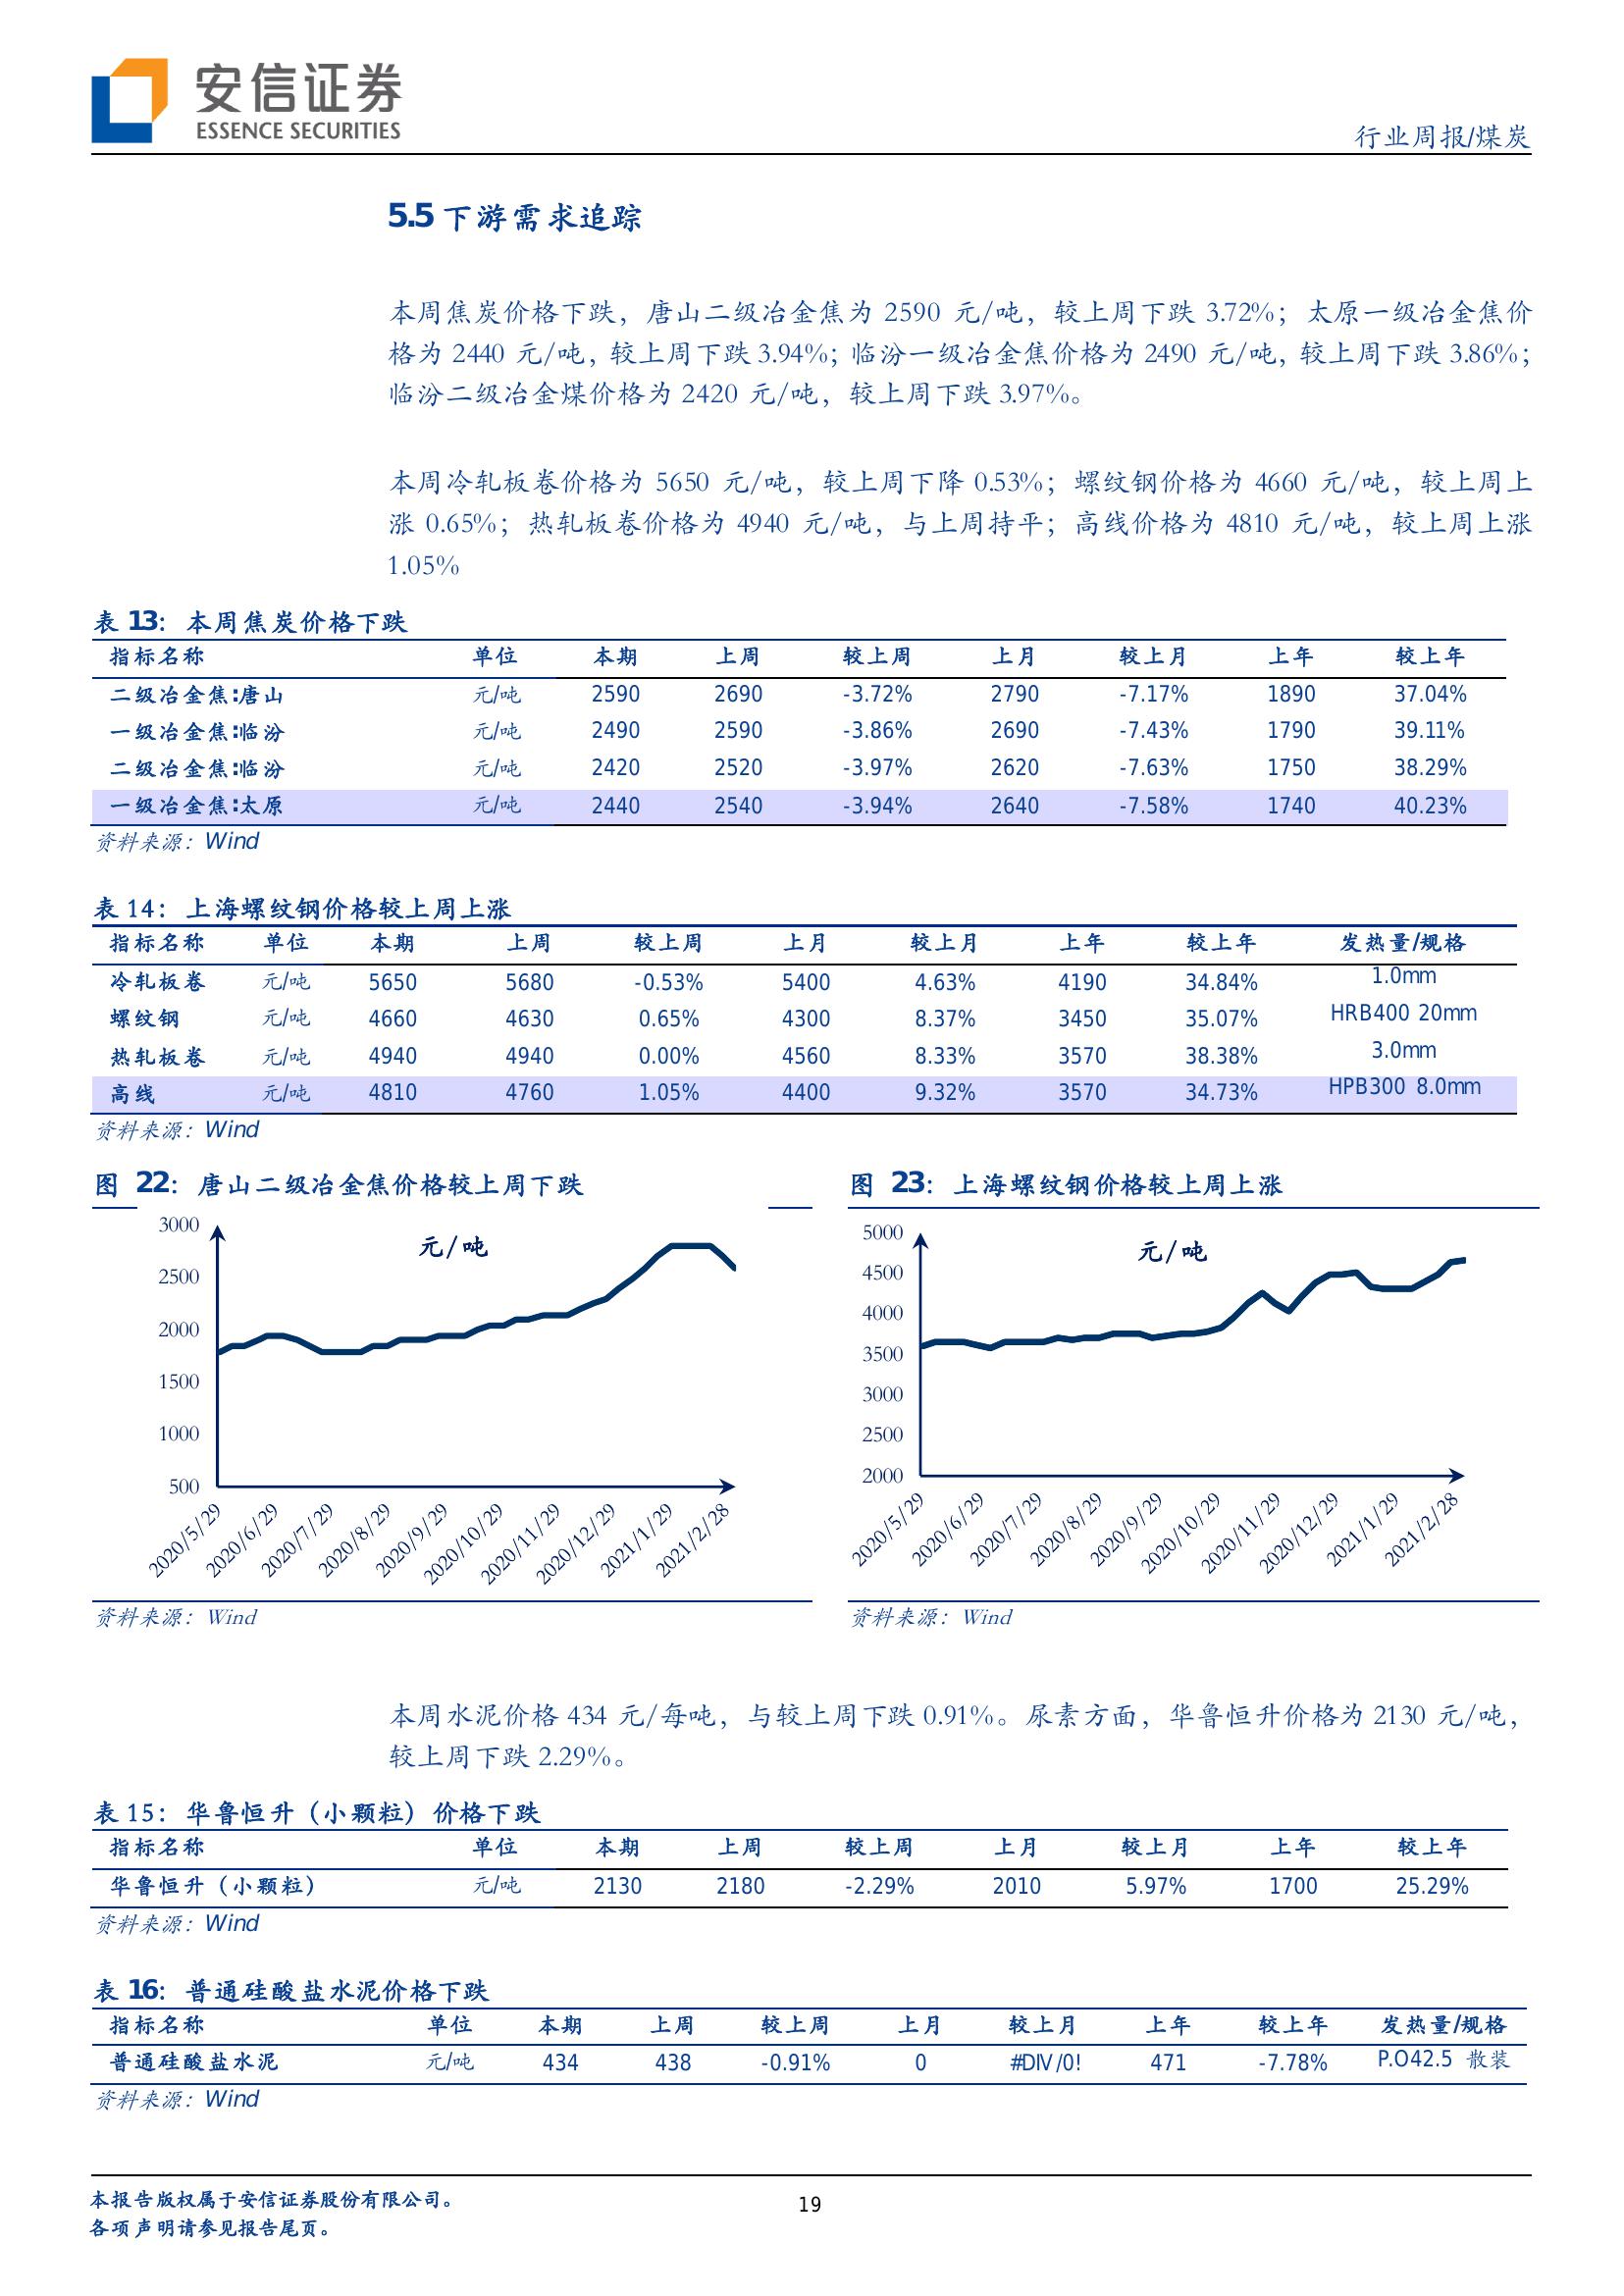 安信证券
ESSENCE SECURITIES
行业周报/煤炭
5.5 下游需求追踪
本周焦炭价格下跌，唐山二级冶金焦为 2590 元/吨，较上周下跌 3.72%；太原一级冶金焦价
格为 2440 元/吨，较上周下跌 3.94%；临汾一级冶金焦价格为 2490 元/吨，较上周下跌 3.86%；
临汾二级冶金煤价格为 2420 元/吨，较上周下跌 3.97%。
本周冷轧板卷价格为 5650 元/吨，较上周下降 0.53%；螺纹钢价格为 4660 元/吨，较上周上
涨 0.65%；热轧板卷价格为 4940 元/吨，与上周持平；高线价格为 4810 元/吨，较上周上涨
1.05%
表 13：本周焦炭价格下跌
指标名称 单位 本期 上周 较上周 上月 较上月 上年 较上年
二级冶金焦:唐山 元/吨 2590 2690 -3.72% 2790 -7.17% 1890 37.04%
一级冶金焦:临汾 元/吨 2490 2590 -3.86% 2690 -7.43% 1790 39.11%
二级冶金焦:临汾 元/吨 2420 2520 -3.97% 2620 -7.63% 1750 38.29%
一级冶金焦:太原 元/吨 2440 2540 -3.94% 2640 -7.58% 1740 40.23%
资料来源：Wind
表 14：上海螺纹钢价格较上周上涨
指标名称 单位 本期 上周 较上周 上月 较上月 上年 较上年 发热量/规格
冷轧板卷 元/吨 5650 5680 -0.53% 5400 4.63% 4190 34.84% 1.0mm
螺纹钢 元/吨 4660 4630 0.65% 4300 8.37% 3450 35.07% HRB400 20mm
热轧板卷 元/吨 4940 4940 0.00% 4560 8.33% 3570 38.38% 3.0mm
高线 元/吨 4810 4760 1.05% 4400 9.32% 3570 34.73% HPB300 8.0mm
资料来源：Wind
图 22：唐山二级冶金焦价格较上周下跌
元/吨
3000
2500
2000
1500
1000
500
2020/5/29 2020/6/29 2020/7/29 2020/8/29 2020/9/29 2020/10/29 2020/11/29 2020/12/29 2021/1/29 2021/2/28
资料来源：Wind
图 23：上海螺纹钢价格较上周上涨
元/吨
5000
4500
4000
3500
3000
2500
2000
2020/5/29 2020/6/29 2020/7/29 2020/8/29 2020/9/29 2020/10/29 2020/11/29 2020/12/29 2021/1/29 2021/2/28
资料来源：Wind
本周水泥价格 434 元/每吨，与较上周下跌 0.91%。尿素方面，华鲁恒升价格为 2130 元/吨，
较上周下跌 2.29%。
表 15：华鲁恒升（小颗粒）价格下跌
指标名称 单位 本期 上周 较上周 上月 较上月 上年 较上年
华鲁恒升（小颗粒） 元/吨 2130 2180 -2.29% 2010 5.97% 1700 25.29%
资料来源：Wind
表 16：普通硅酸盐水泥价格下跌
指标名称 单位 本期 上周 较上周 上月 较上月 上年 较上年 发热量/规格
普通硅酸盐水泥 元/吨 434 438 -0.91% 0 #DIV/0! 471 -7.78% P.O42.5 散装
资料来源：Wind
本报告版权属于安信证券股份有限公司。
各项声明请参见报告尾页。
19